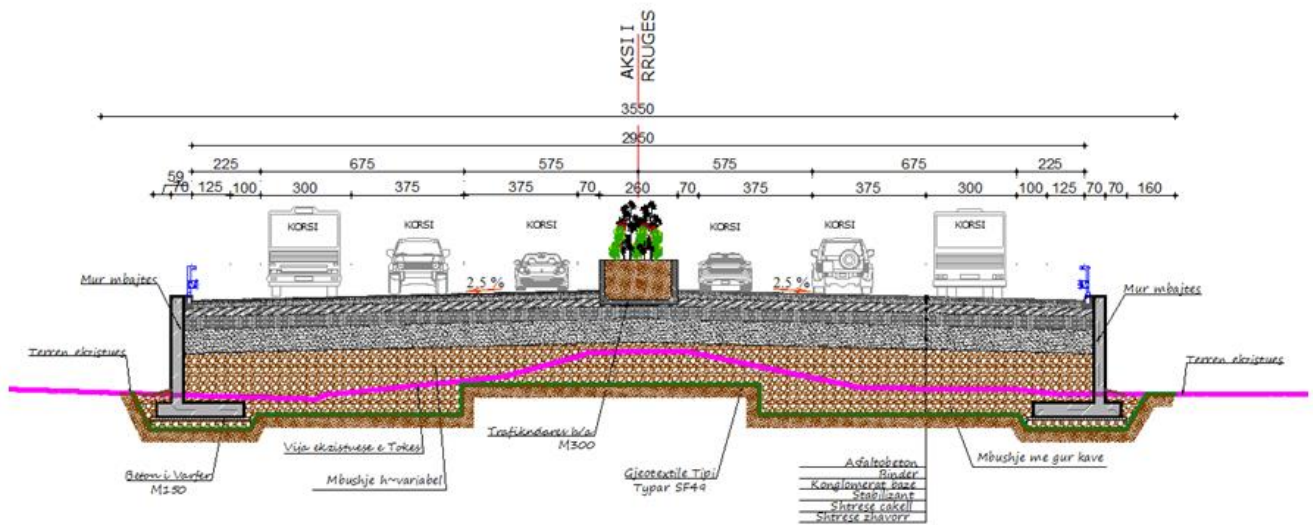 AKSI I
RRUGES
3550
2950
225 675 575 575 675 225
59
70 125 100 300 375 375 70 260 70 375 375 300 100 125 70 70 160
KORSI KORSI KORSI KORSI KORSI KORSI
2.5 % 2.5 %
Mur mbajtes
Mur mbajtes
Terren ekzistues
Terren ekzistues
Vija ekzistuese e Tokes
Trafikndares b/a
M300
Beton i Varfer
M150
Mbushje h~variabel
Gjeotextile Tipi
Typar SF49
Asfaltobeton
Binder
Konglomerat baze
Stabilizant
Shtrese cakell
Shtrese zhavorr
Mbushje me gur kave